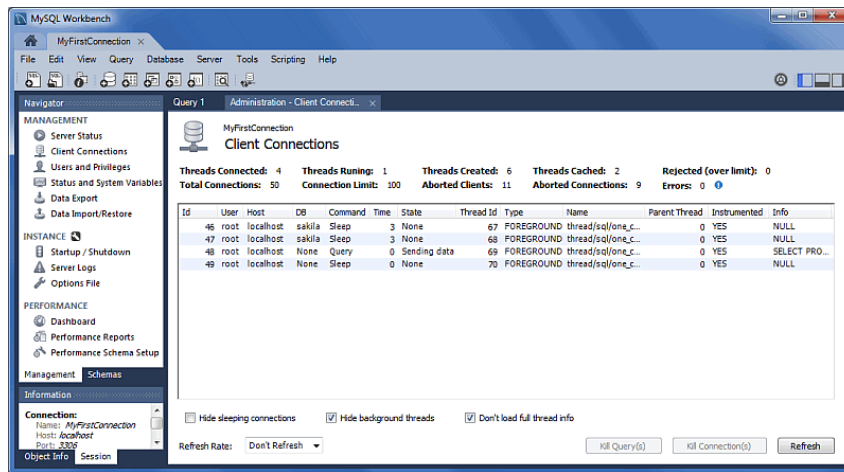 MySQL Workbench
MyFirstConnection
File Edit View Query Database Server Tools Scripting Help
Navigator
MANAGEMENT
Server Status
Client Connections
Users and Privileges
Status and System Variables
Data Export
Data Import/Restore
INSTANCE
Startup / Shutdown
Server Logs
Options File
PERFORMANCE
Dashboard
Performance Reports
Performance Schema Setup
Management Schemas
Information
Connection:
Name: MyFirstConnection
Host: localhost
Port: 3306
Object Info Session
Query 1 Administration - Client Connecti...
MyFirstConnection
Client Connections
Threads Connected: 4 Threads Runing: 1 Threads Created: 6 Threads Cached: 2 Rejected (over limit): 0
Total Connections: 50 Connection Limit: 100 Aborted Clients: 11 Aborted Connections: 9 Errors: 0
Id User Host DB Command Time State Thread Id Type Name Parent Thread Instrumented Info
46 root localhost sakila Sleep 3 None 67 FOREGROUND thread/sql/one_c... 0 YES NULL
47 root localhost sakila Sleep 3 None 68 FOREGROUND thread/sql/one_c... 0 YES NULL
48 root localhost None Query 0 Sending data 69 FOREGROUND thread/sql/one_c... 0 YES SELECT PRO...
49 root localhost None Sleep 0 None 70 FOREGROUND thread/sql/one_c... 0 YES NULL
Hide sleeping connections Hide background threads Don't load full thread info
Refresh Rate: Don't Refresh Kill Query(s) Kill Connection(s) Refresh